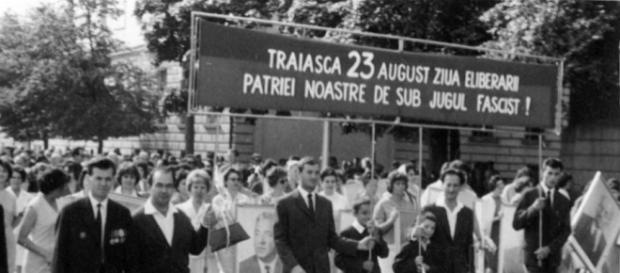 TRAIASCA 23 AUGUST ZIUA ELIBERARII
PATRIEI NOASTRE DE SUB JUGUL FASCIST !